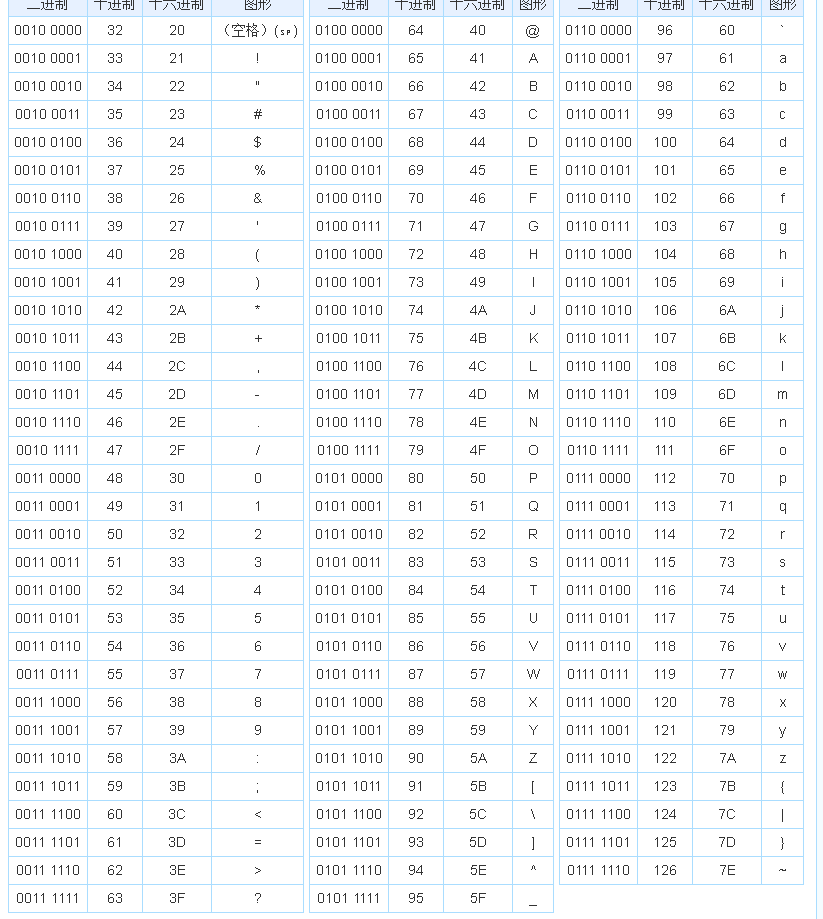 二进制 十进制 十六进制 图形 二进制 十进制 十六进制 图形 二进制 十进制 十六进制 图形
0010 0000 32 20 （空格）(␠) 0100 0000 64 40 @ 0110 0000 96 60 `
0010 0001 33 21 ! 0100 0001 65 41 A 0110 0001 97 61 a
0010 0010 34 22 " 0100 0010 66 42 B 0110 0010 98 62 b
0010 0011 35 23 # 0100 0011 67 43 C 0110 0011 99 63 c
0010 0100 36 24 $ 0100 0100 68 44 D 0110 0100 100 64 d
0010 0101 37 25 % 0100 0101 69 45 E 0110 0101 101 65 e
0010 0110 38 26 & 0100 0110 70 46 F 0110 0110 102 66 f
0010 0111 39 27 ' 0100 0111 71 47 G 0110 0111 103 67 g
0010 1000 40 28 ( 0100 1000 72 48 H 0110 1000 104 68 h
0010 1001 41 29 ) 0100 1001 73 49 I 0110 1001 105 69 i
0010 1010 42 2A * 0100 1010 74 4A J 0110 1010 106 6A j
0010 1011 43 2B + 0100 1011 75 4B K 0110 1011 107 6B k
0010 1100 44 2C , 0100 1100 76 4C L 0110 1100 108 6C l
0010 1101 45 2D - 0100 1101 77 4D M 0110 1101 109 6D m
0010 1110 46 2E . 0100 1110 78 4E N 0110 1110 110 6E n
0010 1111 47 2F / 0100 1111 79 4F O 0110 1111 111 6F o
0011 0000 48 30 0 0101 0000 80 50 P 0111 0000 112 70 p
0011 0001 49 31 1 0101 0001 81 51 Q 0111 0001 113 71 q
0011 0010 50 32 2 0101 0010 82 52 R 0111 0010 114 72 r
0011 0011 51 33 3 0101 0011 83 53 S 0111 0011 115 73 s
0011 0100 52 34 4 0101 0100 84 54 T 0111 0100 116 74 t
0011 0101 53 35 5 0101 0101 85 55 U 0111 0101 117 75 u
0011 0110 54 36 6 0101 0110 86 56 V 0111 0110 118 76 v
0011 0111 55 37 7 0101 0111 87 57 W 0111 0111 119 77 w
0011 1000 56 38 8 0101 1000 88 58 X 0111 1000 120 78 x
0011 1001 57 39 9 0101 1001 89 59 Y 0111 1001 121 79 y
0011 1010 58 3A : 0101 1010 90 5A Z 0111 1010 122 7A z
0011 1011 59 3B ; 0101 1011 91 5B [ 0111 1011 123 7B {
0011 1100 60 3C < 0101 1100 92 5C \ 0111 1100 124 7C |
0011 1101 61 3D = 0101 1101 93 5D ] 0111 1101 125 7D }
0011 1110 62 3E > 0101 1110 94 5E ^ 0111 1110 126 7E ~
0011 1111 63 3F ? 0101 1111 95 5F _